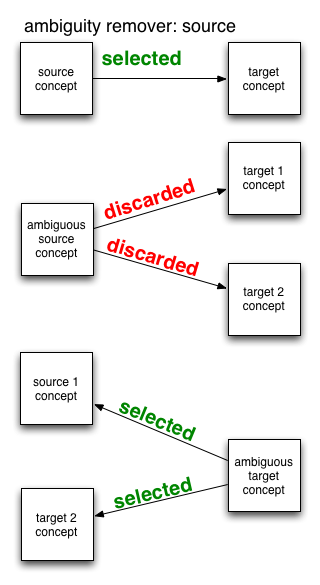 ambiguity remover: source
selected
source
concept
target
concept
discarded
target 1
concept
ambiguous
source
concept
discarded
target 2
concept
source 1
concept
selected
ambiguous
target
concept
selected
target 2
concept